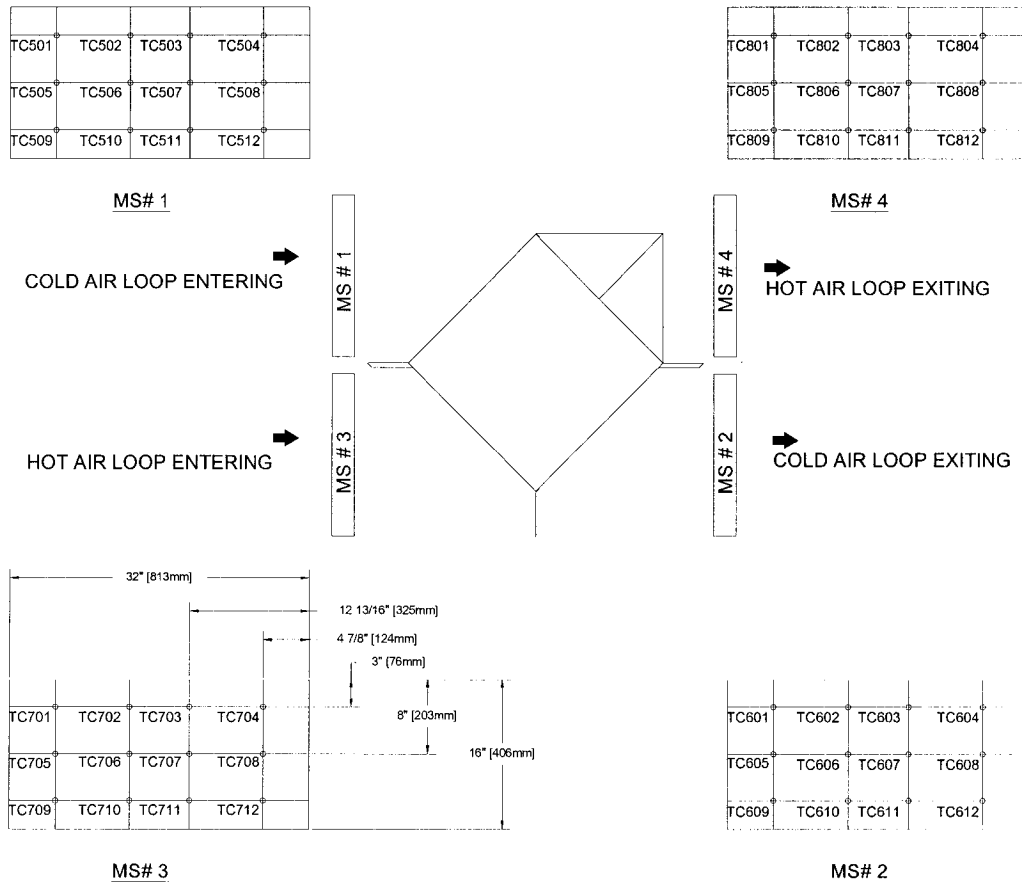 TC501 TC502 TC503 TC504
TC505 TC506 TC507 TC508
TC509 TC510 TC511 TC512
MS# 1
TC801 TC802 TC803 TC804
TC805 TC806 TC807 TC808
TC809 TC810 TC811 TC812
MS# 4
COLD AIR LOOP ENTERING
MS # 1
MS # 4
HOT AIR LOOP EXITING
HOT AIR LOOP ENTERING
MS # 3
MS # 2
COLD AIR LOOP EXITING
32" [813mm]
12 13/16" [325mm]
4 7/8" [124mm]
3" [76mm]
8" [203mm]
16" [406mm]
TC701 TC702 TC703 TC704
TC705 TC706 TC707 TC708
TC709 TC710 TC711 TC712
MS# 3
TC601 TC602 TC603 TC604
TC605 TC606 TC607 TC608
TC609 TC610 TC611 TC612
MS# 2